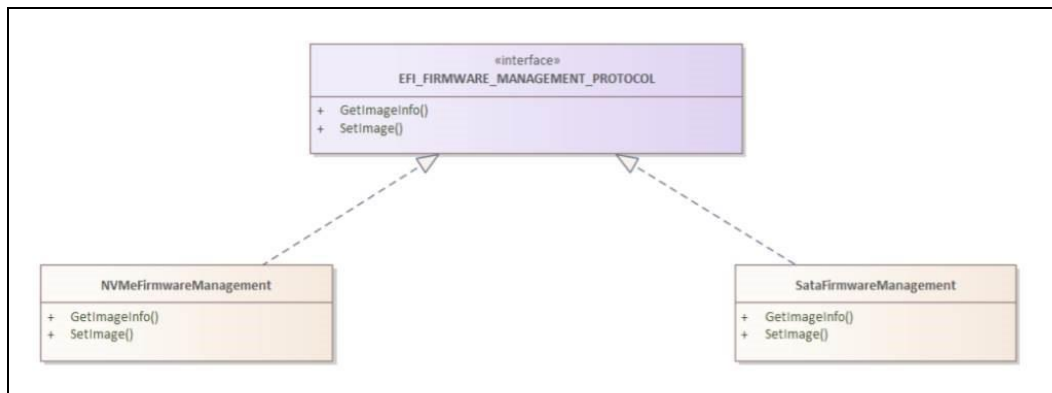 «interface»
EFI_FIRMWARE_MANAGEMENT_PROTOCOL
+ GetImageInfo()
+ SetImage()
NVMeFirmwareManagement
+ GetImageInfo()
+ SetImage()
SataFirmwareManagement
+ GetImageInfo()
+ SetImage()